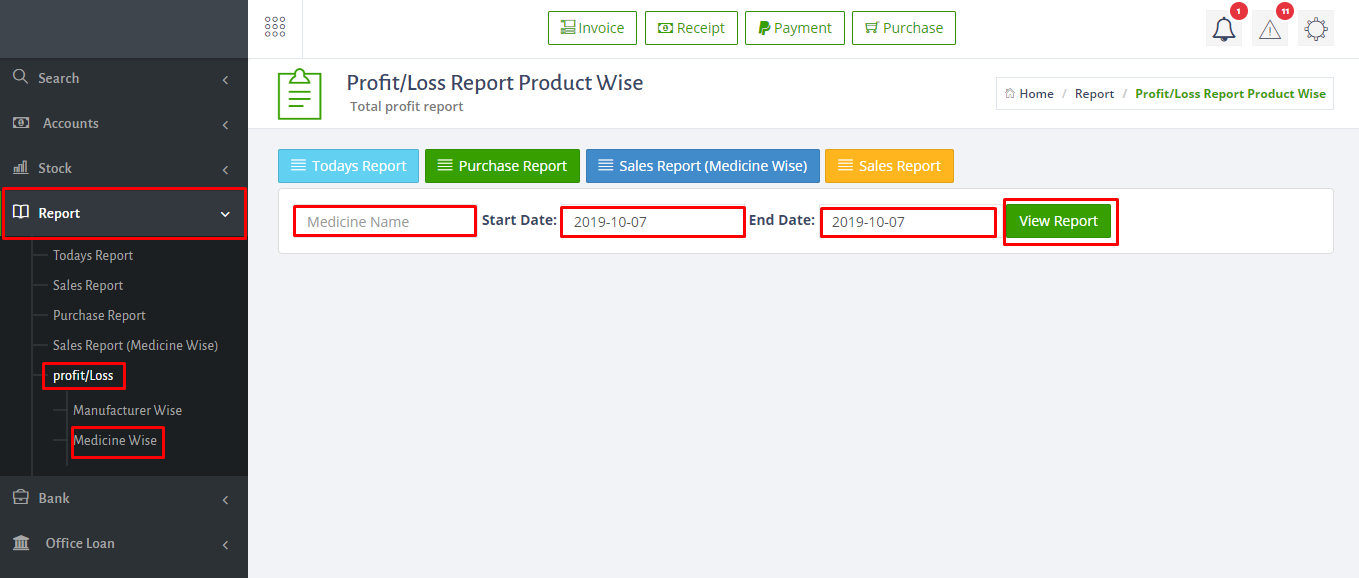 Invoice Receipt Payment Purchase
1 11
Search
Accounts
Stock
Report
Todays Report
Sales Report
Purchase Report
Sales Report (Medicine Wise)
profit/Loss
Manufacturer Wise
Medicine Wise
Bank
Office Loan
Profit/Loss Report Product Wise
Total profit report
Home / Report / Profit/Loss Report Product Wise
Todays Report Purchase Report Sales Report (Medicine Wise) Sales Report
Medicine Name Start Date: 2019-10-07 End Date: 2019-10-07 View Report